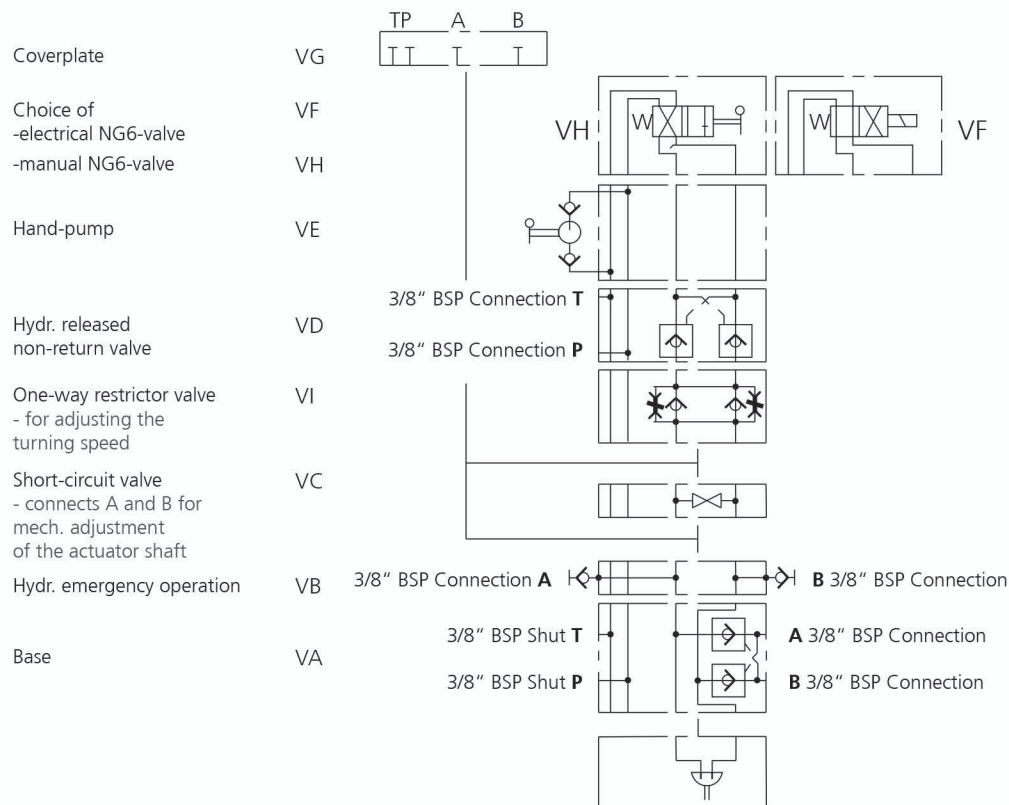 TP A B
Coverplate VG
Choice of VF
-electrical NG6-valve
-manual NG6-valve VH
VH W W VF
Hand-pump VE
3/8“ BSP Connection T
Hydr. released VD
non-return valve
3/8“ BSP Connection P
One-way restrictor valve VI
- for adjusting the
turning speed
Short-circuit valve VC
- connects A and B for
mech. adjustment
of the actuator shaft
Hydr. emergency operation VB
3/8“ BSP Connection A B 3/8“ BSP Connection
3/8“ BSP Shut T A 3/8“ BSP Connection
Base VA
3/8“ BSP Shut P B 3/8“ BSP Connection